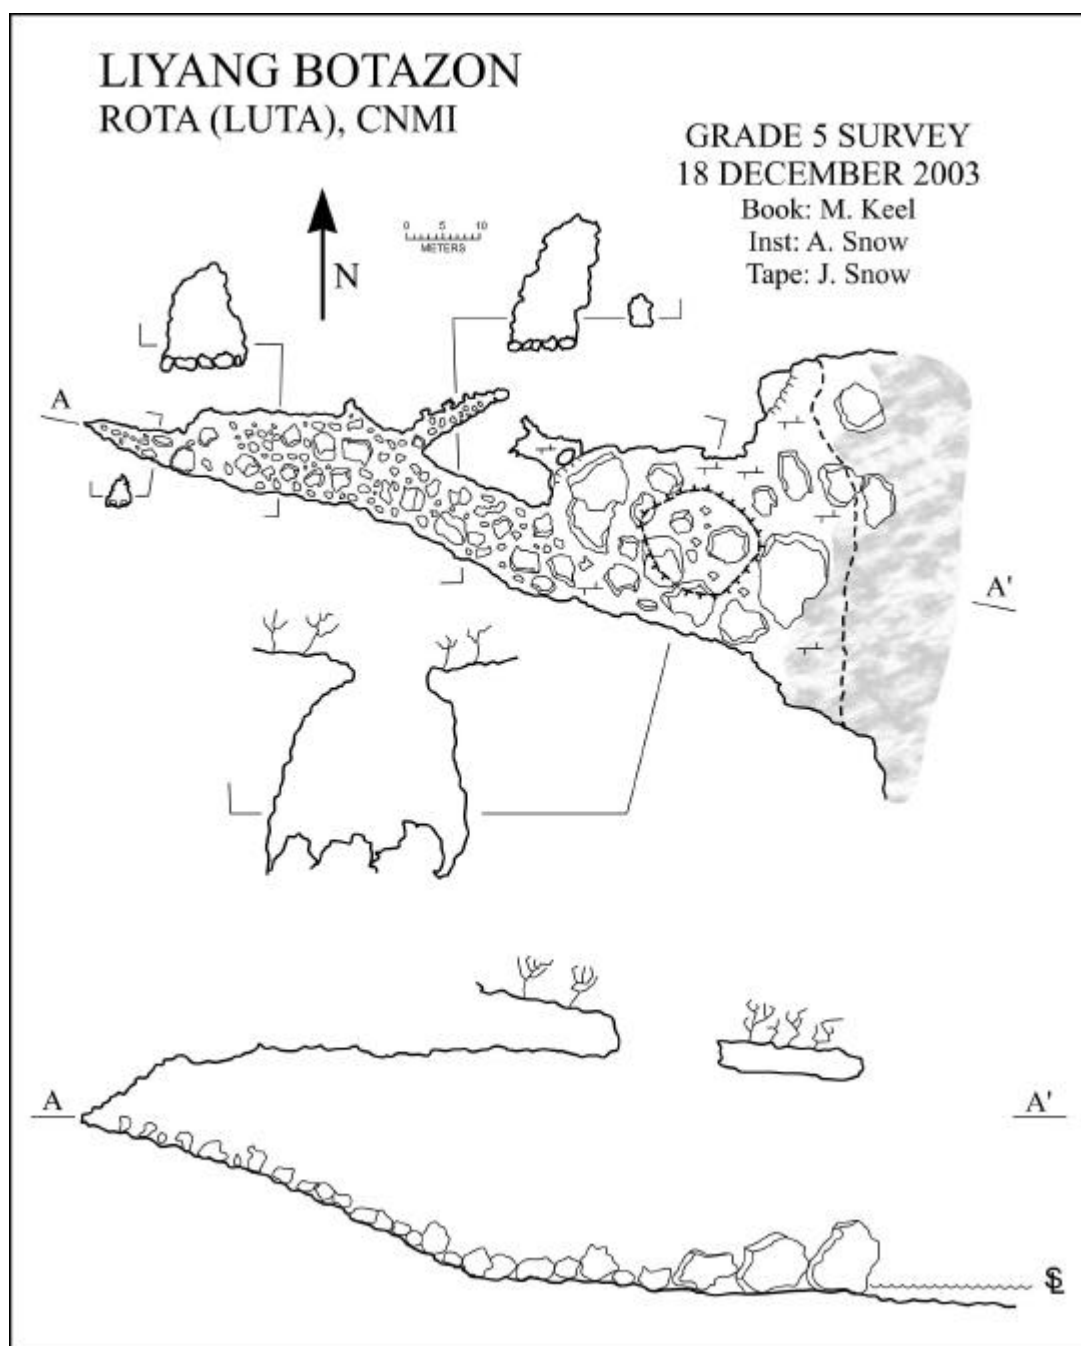 LIYANG BOTAZON
ROTA (LUTA), CNMI
GRADE 5 SURVEY
18 DECEMBER 2003
Book: M. Keel
Inst: A. Snow
Tape: J. Snow
0 5 10
METERS
N
A
A'
A
A'
SL